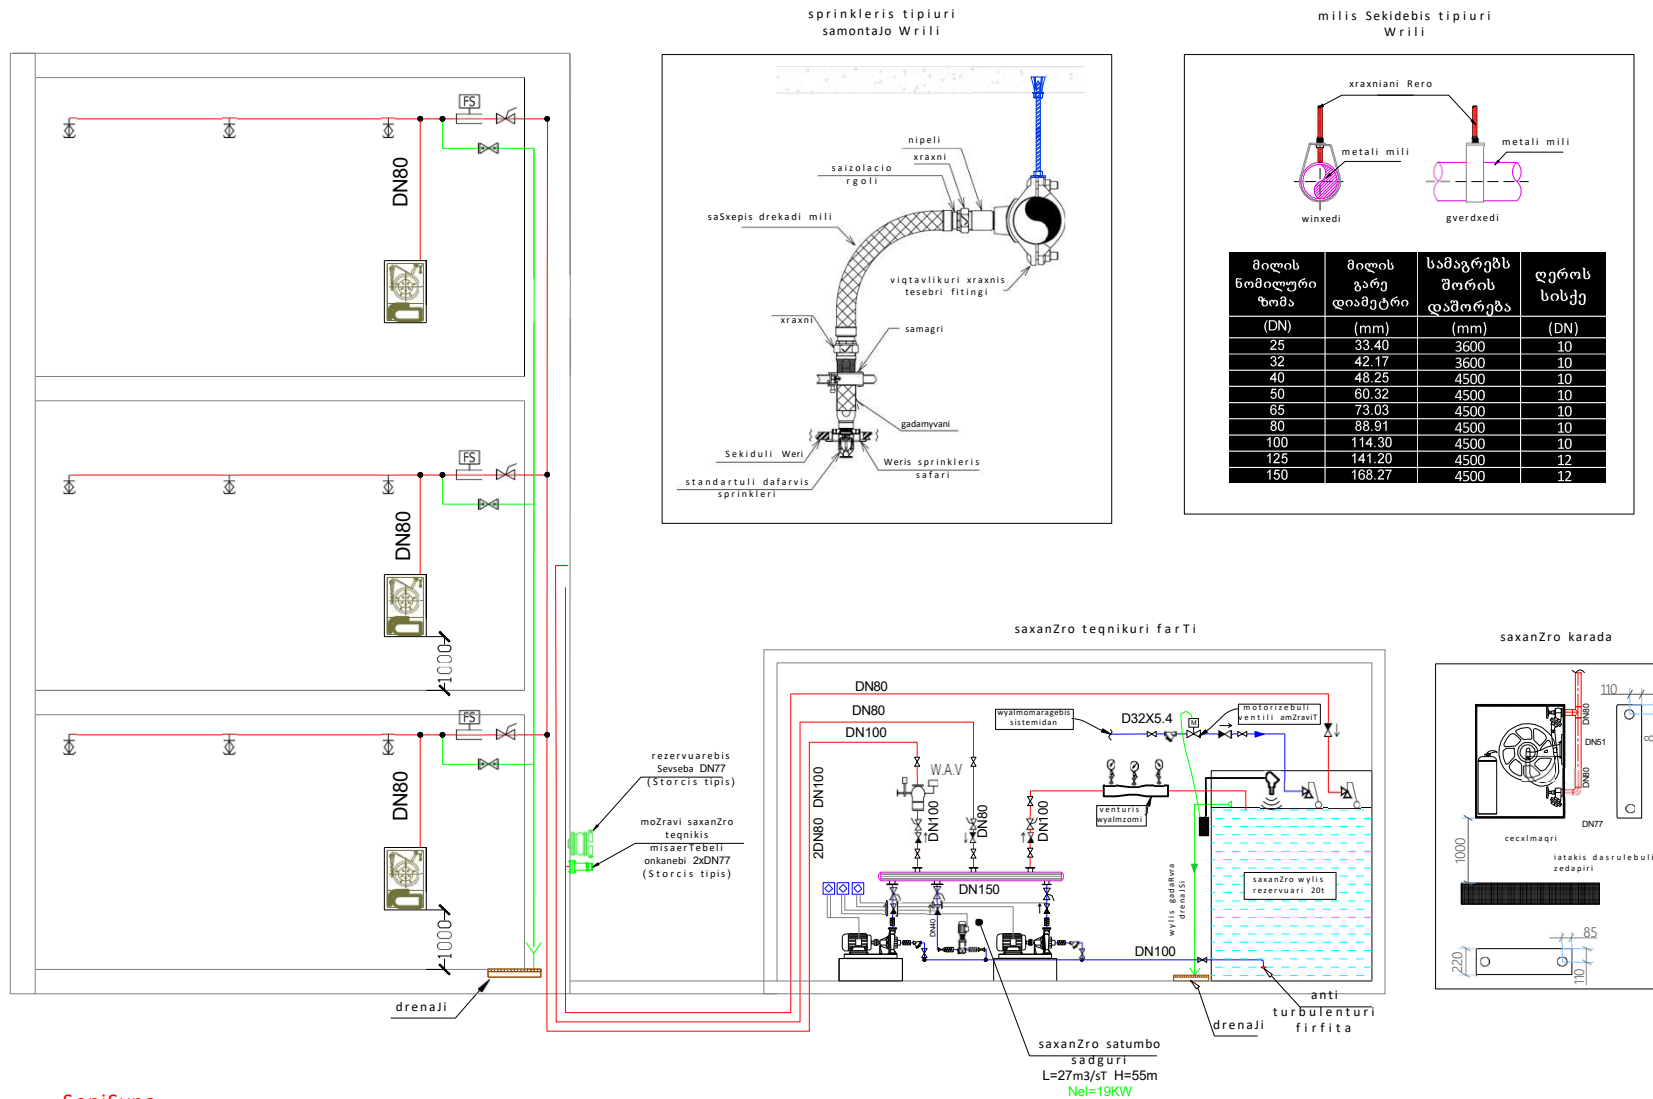 sprinkleris tipiuri
samontaJo Wrili
milis Sekidebis tipiuri
Wrili
FS
DN80
FS
DN80
1000
FS
DN80
1000
drenaJi
nipeli
xraxni
saizolacio
rgoli
saSxepis drekadi mili
viqtavlikuri xraxnis
tesebri fitingi
xraxni
samagri
gadamyvani
Sekiduli Weri
Weris sprinkleris
safari
standartuli dafarvis
sprinkleri
xraxniani Rero
metali mili
metali mili
winxedi
gverdxedi
მილის ნომილური ზომა
მილის გარე დიამეტრი
სამაგრებს შორის დაშორება
ღეროს სისქე
(DN) (mm) (mm) (DN)
25 33.40 3600 10
32 42.17 3600 10
40 48.25 4500 10
50 60.32 4500 10
65 73.03 4500 10
80 88.91 4500 10
100 114.30 4500 10
125 141.20 4500 12
150 168.27 4500 12
rezervuarebis
Sevseba DN77
(Storcis tipis)
moZravi saxanZro
teqnikis
misaerTebeli
onkanebi 2xDN77
(Storcis tipis)
saxanZro teqnikuri farTi
DN80
DN80
DN100
2DN80 DN100
W.A.V
DN100
DN80
DN100
wyalmomaragebis
sistemidan
D32X5.4
M
motorizebuli
ventili amZraviT
venturis
wyalmzomi
DN150
DN40
wylis gadaRvra
drenaJSi
saxanZro wylis
rezervuari 20t
DN100
anti
turbulenturi
firfita
drenaJi
saxanZro satumbo
sadguri
L=27m3/sT H=55m
Nel=19KW
saxanZro karada
110
DN80
DN51
DN80
DN77
8
1000
cecxlmaqri
iatakis dasrulebuli
zedapiri
85
220
110